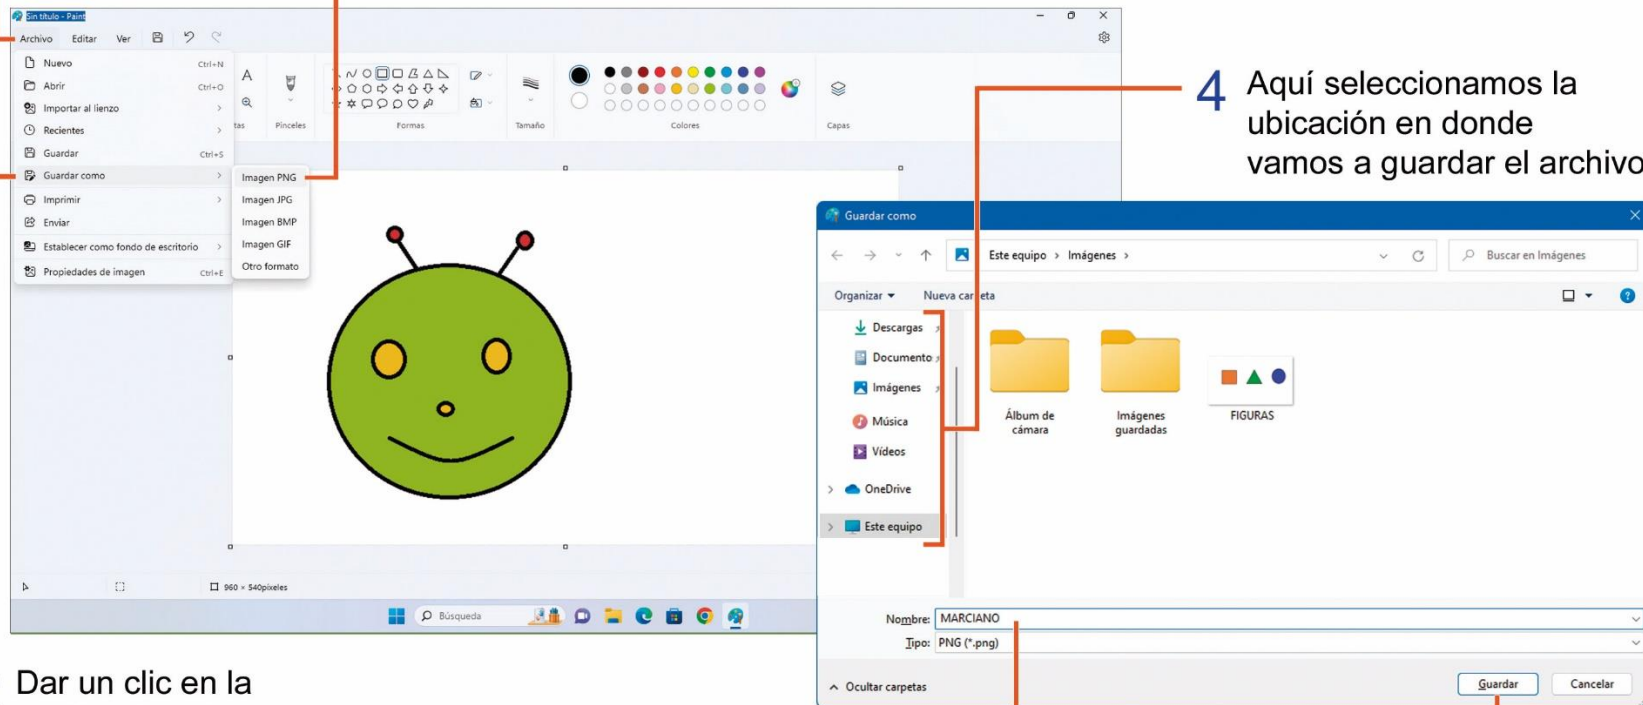 Sin título - Paint
Archivo Editar Ver
Nuevo Ctrl+N
Abrir Ctrl+O
Importar al lienzo
Recientes
Guardar Ctrl+S
Guardar como
Imprimir
Enviar
Establecer como fondo de escritorio
Propiedades de imagen Ctrl+E
Imagen PNG
Imagen JPG
Imagen BMP
Imagen GIF
Otro formato
A
Pinceles Formas Tamaño Colores Capas
960 × 540píxeles
Búsqueda
4 Aquí seleccionamos la
ubicación en donde
vamos a guardar el archivo
Guardar como
Este equipo > Imágenes >
Buscar en Imágenes
Organizar Nueva carpeta
Descargas
Documento
Imágenes
Música
Vídeos
OneDrive
Este equipo
Álbum de
cámara
Imágenes
guardadas
FIGURAS
Nombre: MARCIANO
Tipo: PNG (*.png)
Ocultar carpetas
Guardar Cancelar
Dar un clic en la